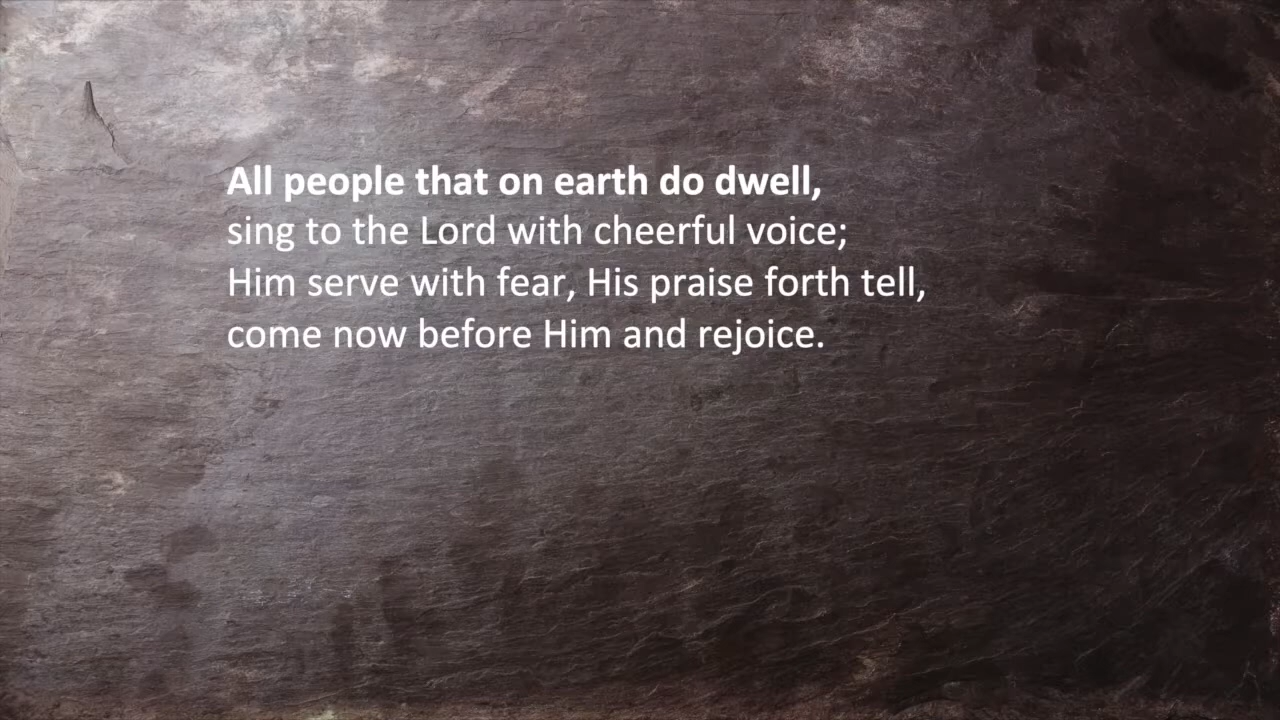 All people that on earth do dwell,
sing to the Lord with cheerful voice;
Him serve with fear, His praise forth tell,
come now before Him and rejoice.